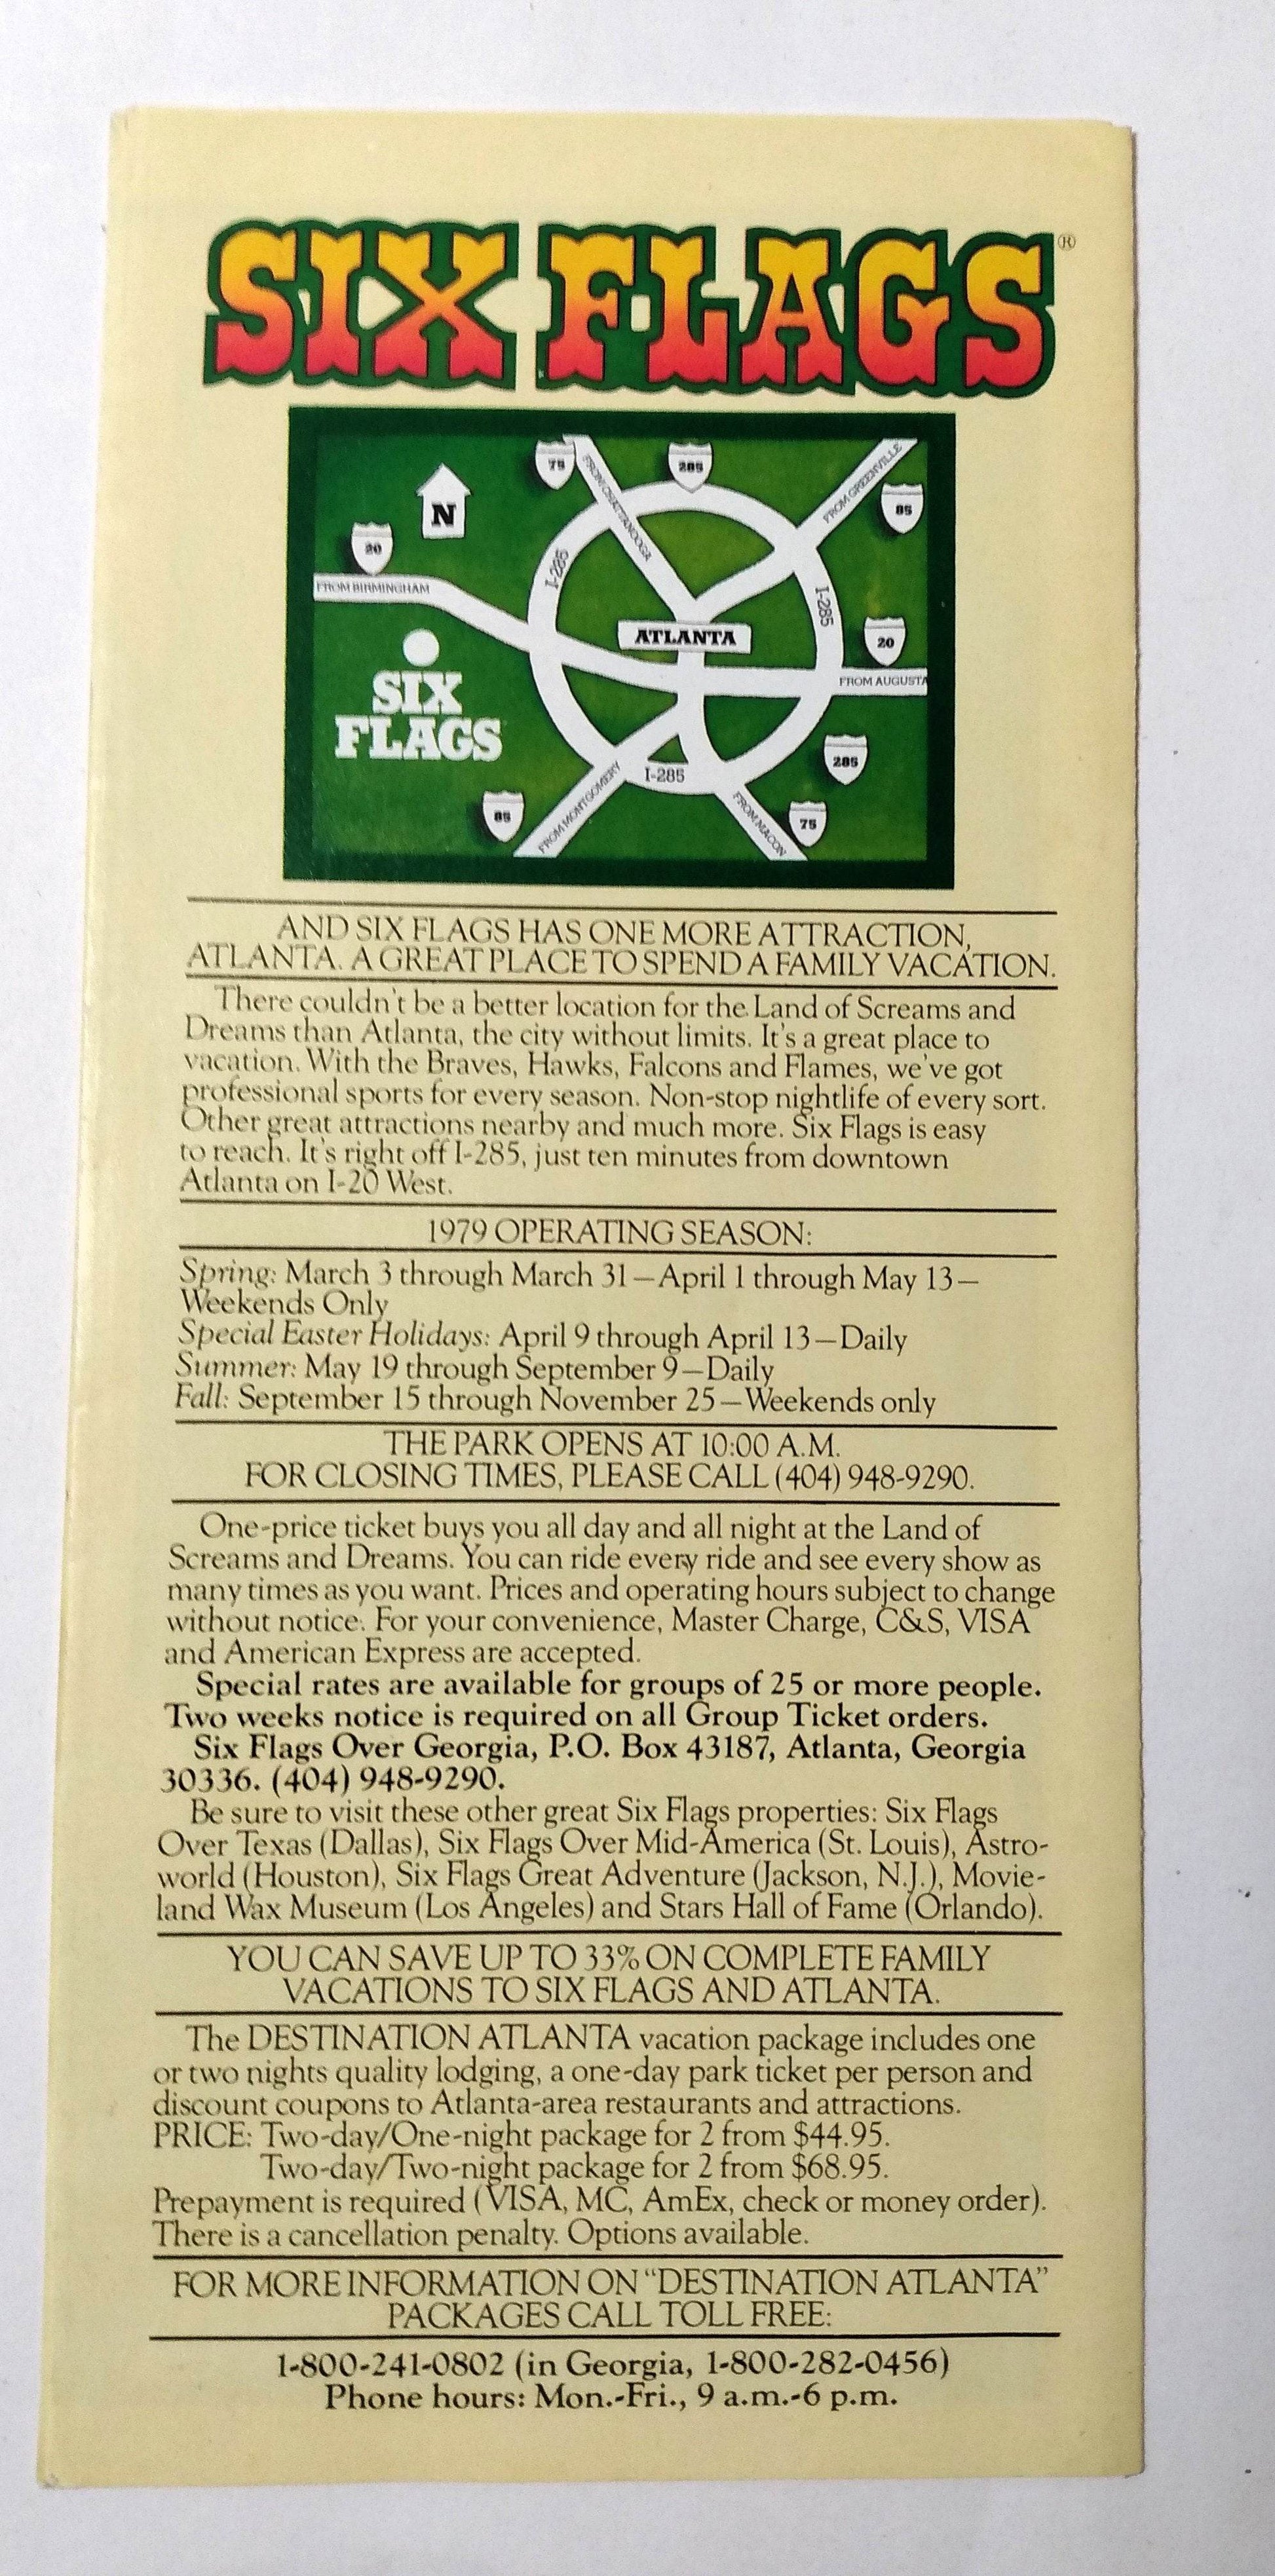 SIX FLAGS®
75
285
FROM CHATTANOOGA
FROM GREENVILLE
85
N
20
I-285
FROM BIRMINGHAM
I-285
ATLANTA
20
FROM AUGUSTA
SIX
FLAGS
285
I-285
85
FROM MONTGOMERY
FROM MACON
75
AND SIX FLAGS HAS ONE MORE ATTRACTION,
ATLANTA. A GREAT PLACE TO SPEND A FAMILY VACATION.
There couldn't be a better location for the Land of Screams and
Dreams than Atlanta, the city without limits. It's a great place to
vacation. With the Braves, Hawks, Falcons and Flames, we've got
professional sports for every season. Non-stop nightlife of every sort.
Other great attractions nearby and much more. Six Flags is easy
to reach. It's right off I-285, just ten minutes from downtown
Atlanta on I-20 West.
1979 OPERATING SEASON:
Spring: March 3 through March 31—April 1 through May 13—
Weekends Only
Special Easter Holidays: April 9 through April 13—Daily
Summer: May 19 through September 9—Daily
Fall: September 15 through November 25—Weekends only
THE PARK OPENS AT 10:00 A.M.
FOR CLOSING TIMES, PLEASE CALL (404) 948-9290.
One-price ticket buys you all day and all night at the Land of
Screams and Dreams. You can ride every ride and see every show as
many times as you want. Prices and operating hours subject to change
without notice. For your convenience, Master Charge, C&S, VISA
and American Express are accepted.
Special rates are available for groups of 25 or more people.
Two weeks notice is required on all Group Ticket orders.
Six Flags Over Georgia, P.O. Box 43187, Atlanta, Georgia
30336. (404) 948-9290.
Be sure to visit these other great Six Flags properties: Six Flags
Over Texas (Dallas), Six Flags Over Mid-America (St. Louis), Astro-
world (Houston), Six Flags Great Adventure (Jackson, N.J.), Movie-
land Wax Museum (Los Angeles) and Stars Hall of Fame (Orlando).
YOU CAN SAVE UP TO 33% ON COMPLETE FAMILY
VACATIONS TO SIX FLAGS AND ATLANTA.
The DESTINATION ATLANTA vacation package includes one
or two nights quality lodging, a one-day park ticket per person and
discount coupons to Atlanta-area restaurants and attractions.
PRICE: Two-day/One-night package for 2 from $44.95.
Two-day/Two-night package for 2 from $68.95.
Prepayment is required (VISA, MC, AmEx, check or money order).
There is a cancellation penalty. Options available.
FOR MORE INFORMATION ON "DESTINATION ATLANTA"
PACKAGES CALL TOLL FREE:
1-800-241-0802 (in Georgia, 1-800-282-0456)
Phone hours: Mon.-Fri., 9 a.m.-6 p.m.